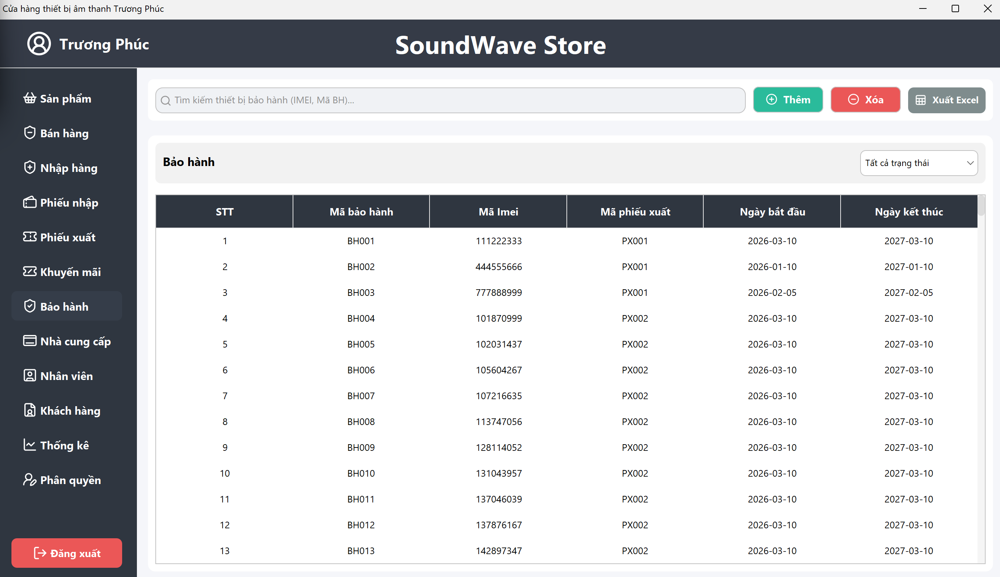 Cửa hàng thiết bị âm thanh Trương Phúc
Trương Phúc
SoundWave Store
Sản phẩm
Bán hàng
Nhập hàng
Phiếu nhập
Phiếu xuất
Khuyến mãi
Bảo hành
Nhà cung cấp
Nhân viên
Khách hàng
Thống kê
Phân quyền
Đăng xuất
Tìm kiếm thiết bị bảo hành (IMEI, Mã BH)...
Thêm
Xóa
Xuất Excel
Bảo hành
Tất cả trạng thái
STT Mã bảo hành Mã Imei Mã phiếu xuất Ngày bắt đầu Ngày kết thúc
1 BH001 111222333 PX001 2026-03-10 2027-03-10
2 BH002 444555666 PX001 2026-01-10 2027-01-10
3 BH003 777888999 PX001 2026-02-05 2027-02-05
4 BH004 101870999 PX002 2026-03-10 2027-03-10
5 BH005 102031437 PX002 2026-03-10 2027-03-10
6 BH006 105604267 PX002 2026-03-10 2027-03-10
7 BH007 107216635 PX002 2026-03-10 2027-03-10
8 BH008 113747056 PX002 2026-03-10 2027-03-10
9 BH009 128114052 PX002 2026-03-10 2027-03-10
10 BH010 131043957 PX002 2026-03-10 2027-03-10
11 BH011 137046039 PX002 2026-03-10 2027-03-10
12 BH012 137876167 PX002 2026-03-10 2027-03-10
13 BH013 142897347 PX002 2026-03-10 2027-03-10